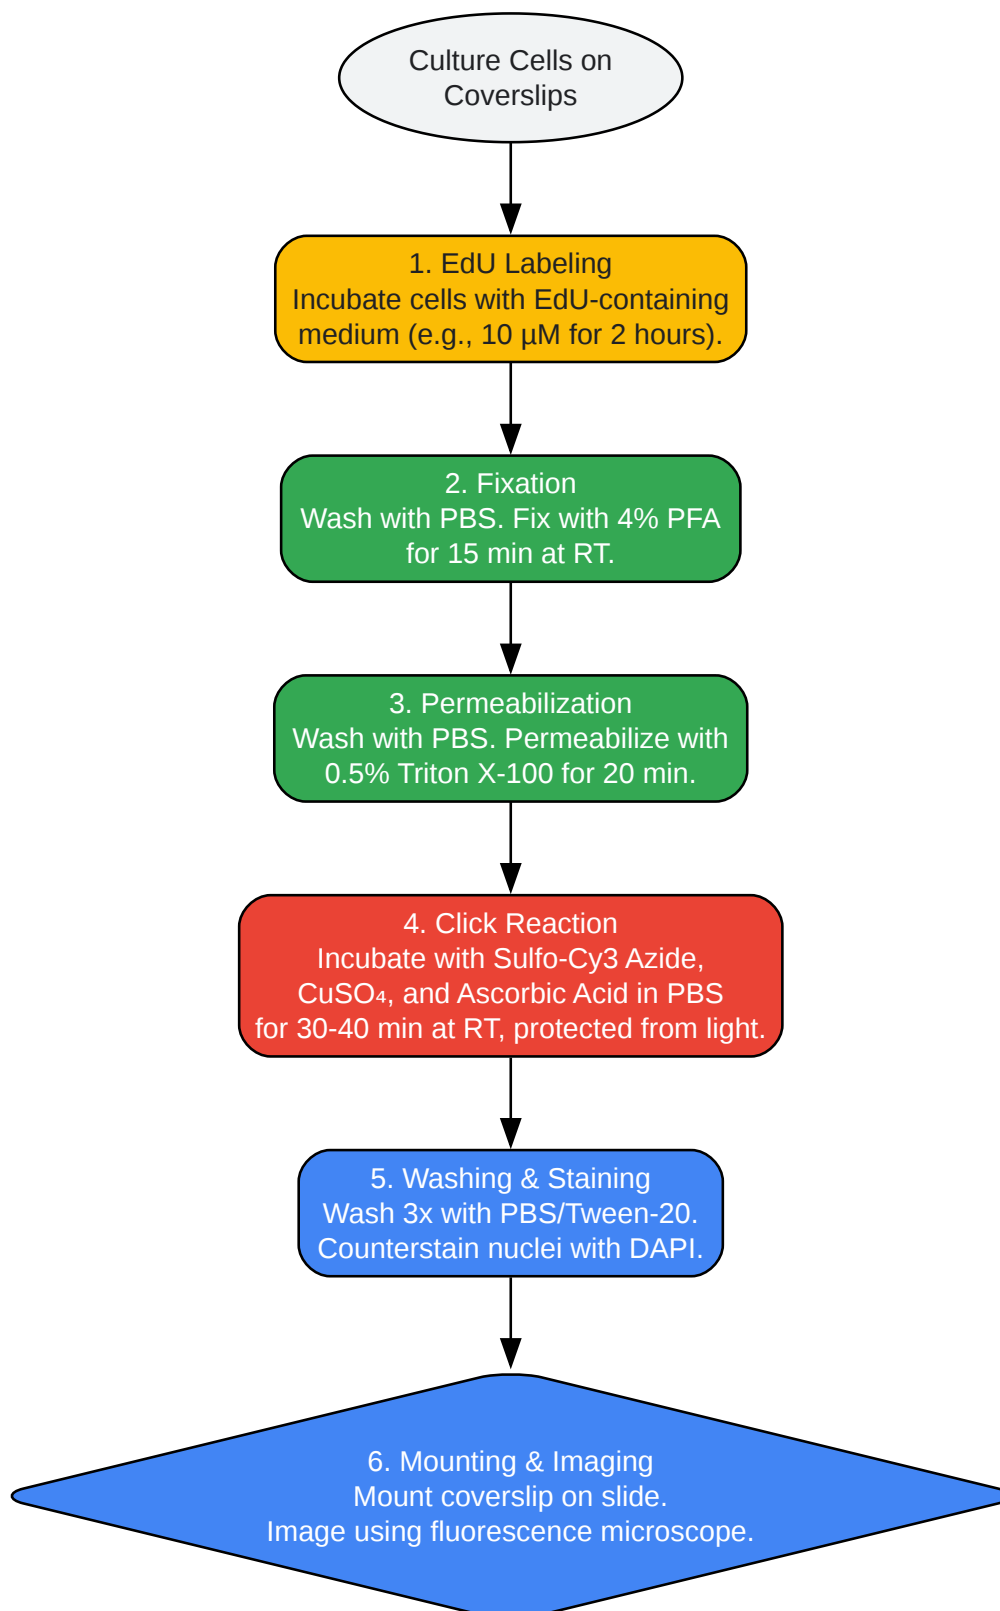 Culture Cells on
Coverslips
1. EdU Labeling
Incubate cells with EdU-containing
medium (e.g., 10 µM for 2 hours).
2. Fixation
Wash with PBS. Fix with 4% PFA
for 15 min at RT.
3. Permeabilization
Wash with PBS. Permeabilize with
0.5% Triton X-100 for 20 min.
4. Click Reaction
Incubate with Sulfo-Cy3 Azide,
CuSO₄, and Ascorbic Acid in PBS
for 30-40 min at RT, protected from light.
5. Washing & Staining
Wash 3x with PBS/Tween-20.
Counterstain nuclei with DAPI.
6. Mounting & Imaging
Mount coverslip on slide.
Image using fluorescence microscope.